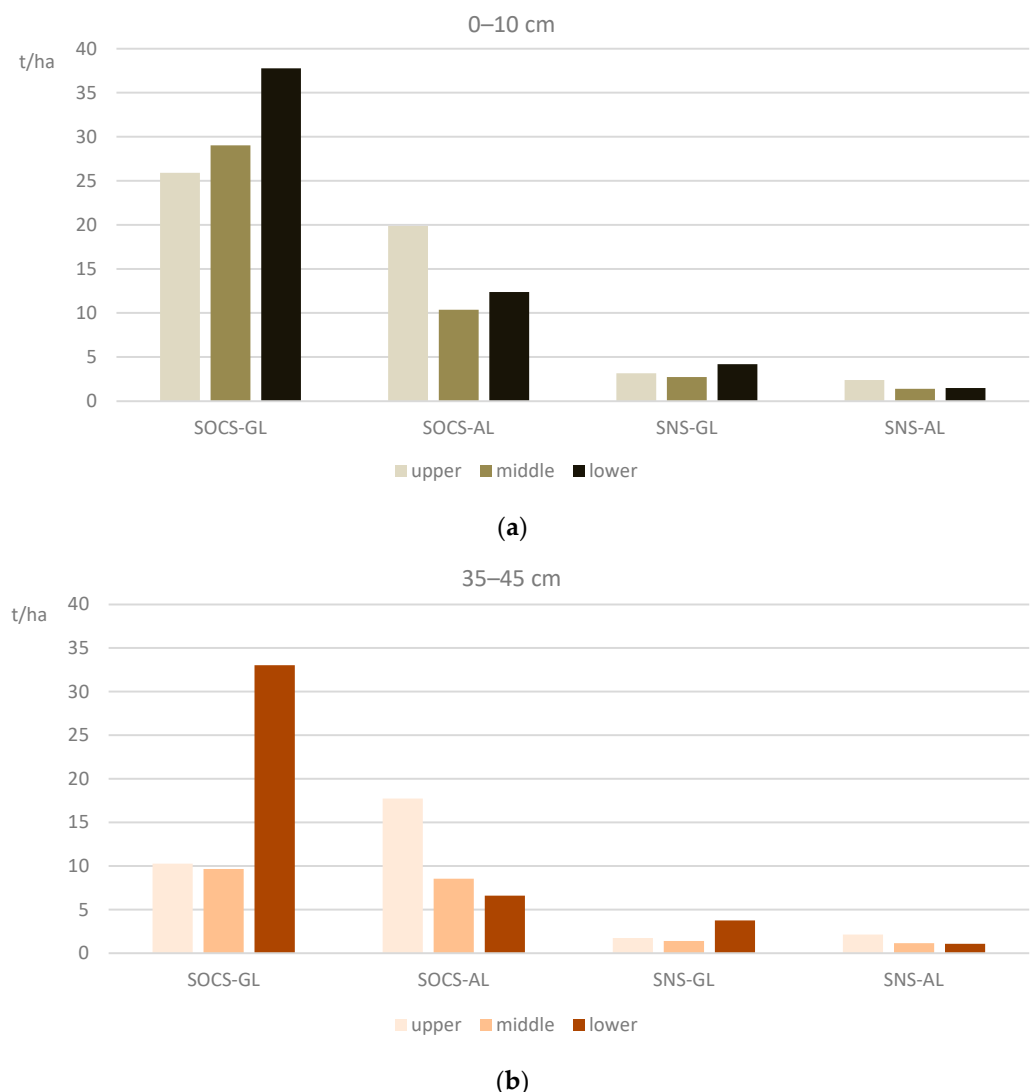 0–10 cm
t/ha
40
35
30
25
20
15
10
5
0
SOCS-GL SOCS-AL SNS-GL SNS-AL
upper middle lower
(a)
35–45 cm
t/ha
40
35
30
25
20
15
10
5
0
SOCS-GL SOCS-AL SNS-GL SNS-AL
upper middle lower
(b)